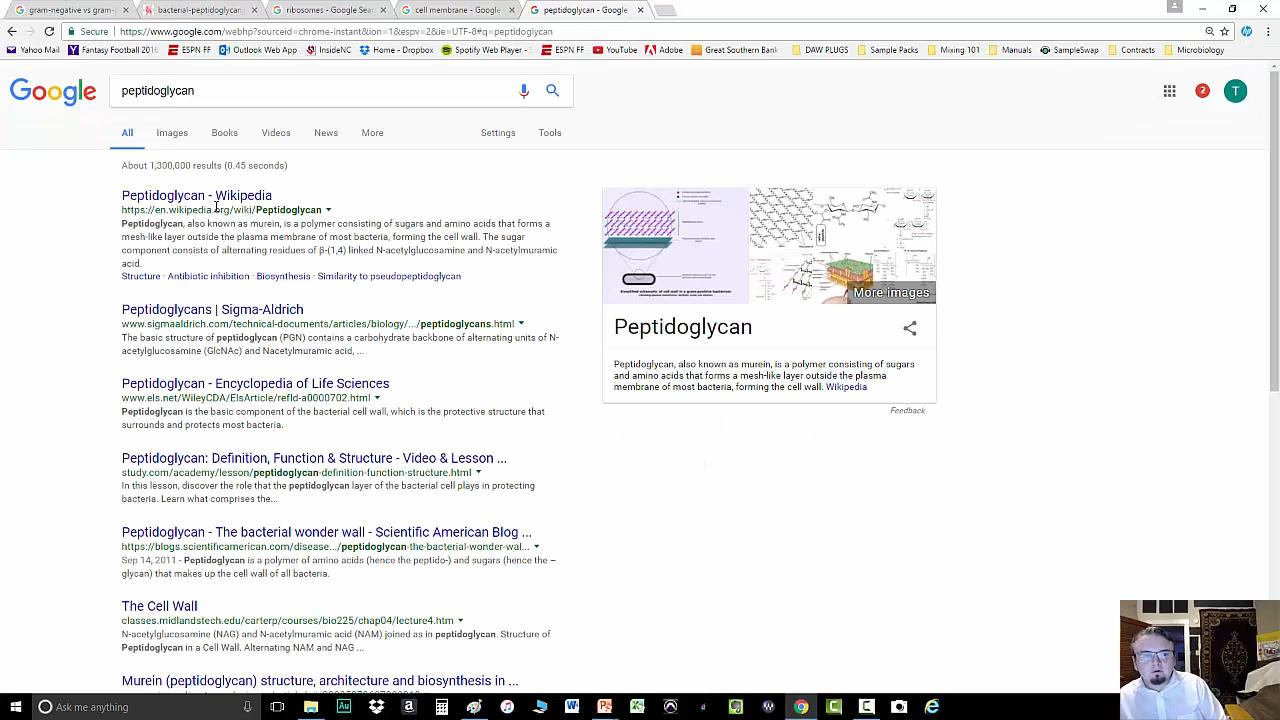 gram-negative vs gram-
bacterial-peptidoglycan
ribosomes - Google Sear
cell membrane - Google
peptidoglycan - Google
Secure
https://www.google.com/webhp?sourceid=chrome-instant&ion=1&espv=2&ie=UTF-8#q=peptidoglycan
Yahoo Mail Fantasy Football 2016 ESPN FF Outlook Web App InsideNC Home - Dropbox Spotify Web Player - ESPN FF YouTube Adobe Great Southern Bank DAW PLUGS Sample Packs Mixing 101 Manuals SampleSwap Contracts Microbiology
Google
peptidoglycan
2
T
All Images Books Videos News More Settings Tools
About 1,300,000 results (0.45 seconds)
Peptidoglycan - Wikipedia
https://en.wikipedia.org/wiki/Peptidoglycan
Peptidoglycan, also known as murein, is a polymer consisting of sugars and amino acids that forms a
mesh-like layer outside the plasma membrane of most bacteria, forming the cell wall. The sugar
component consists of alternating residues of β-(1,4) linked N-acetylglucosamine and N-acetylmuramic
acid.
Structure · Antibiotic inhibition · Biosynthesis · Similarity to pseudopeptidoglycan
Peptidoglycans | Sigma-Aldrich
www.sigmaaldrich.com/technical-documents/articles/biology/.../peptidoglycans.html
The basic structure of peptidoglycan (PGN) contains a carbohydrate backbone of alternating units of N-
acetylglucosamine (GlcNAc) and Nacetylmuramic acid, ...
Peptidoglycan - Encyclopedia of Life Sciences
www.els.net/WileyCDA/ElsArticle/refId-a0000702.html
Peptidoglycan is the basic component of the bacterial cell wall, which is the protective structure that
surrounds and protects most bacteria.
Peptidoglycan: Definition, Function & Structure - Video & Lesson ...
study.com/academy/lesson/peptidoglycan-definition-function-structure.html
In this lesson, discover the role that the peptidoglycan layer of the bacterial cell plays in protecting
bacteria. Learn what comprises the...
Peptidoglycan - The bacterial wonder wall - Scientific American Blog ...
https://blogs.scientificamerican.com/disease.../peptidoglycan-the-bacterial-wonder-wal...
Sep 14, 2011 - Peptidoglycan is a polymer of amino acids (hence the peptido-) and sugars (hence the –
glycan) that makes up the cell wall of all bacteria.
The Cell Wall
classes.midlandstech.edu/carterp/courses/bio225/chap04/lecture4.htm
N-acetylglucosamine (NAG) and N-acetylmuramic acid (NAM) joined as in peptidoglycan. Structure of
Peptidoglycan in a Cell Wall. Alternating NAM and NAG ...
Murein (peptidoglycan) structure, architecture and biosynthesis in ...
More images
Peptidoglycan
Peptidoglycan, also known as murein, is a polymer consisting of sugars
and amino acids that forms a mesh-like layer outside the plasma
membrane of most bacteria, forming the cell wall. Wikipedia
Feedback
Ask me anything